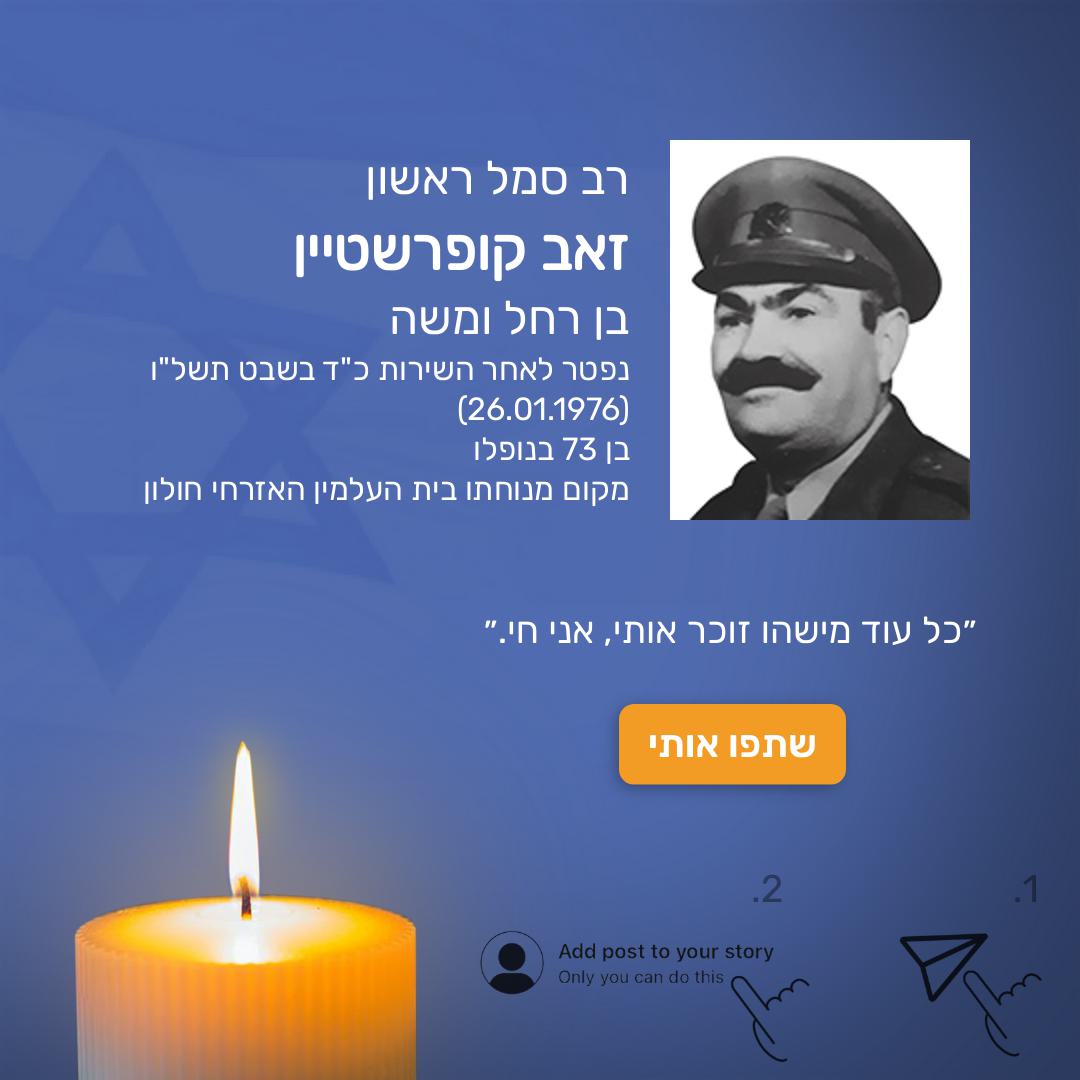 רב סמל ראשון
זאב קופרשטיין
בן רחל ומשה
נפטר לאחר השירות כ"ד בשבט תשל"ו
(26.01.1976)
בן 73 בנופלו
מקום מנוחתו בית העלמין האזרחי חולון
״כל עוד מישהו זוכר אותי, אני חי.״
שתפו אותי
1.
2.
Add post to your story
Only you can do this